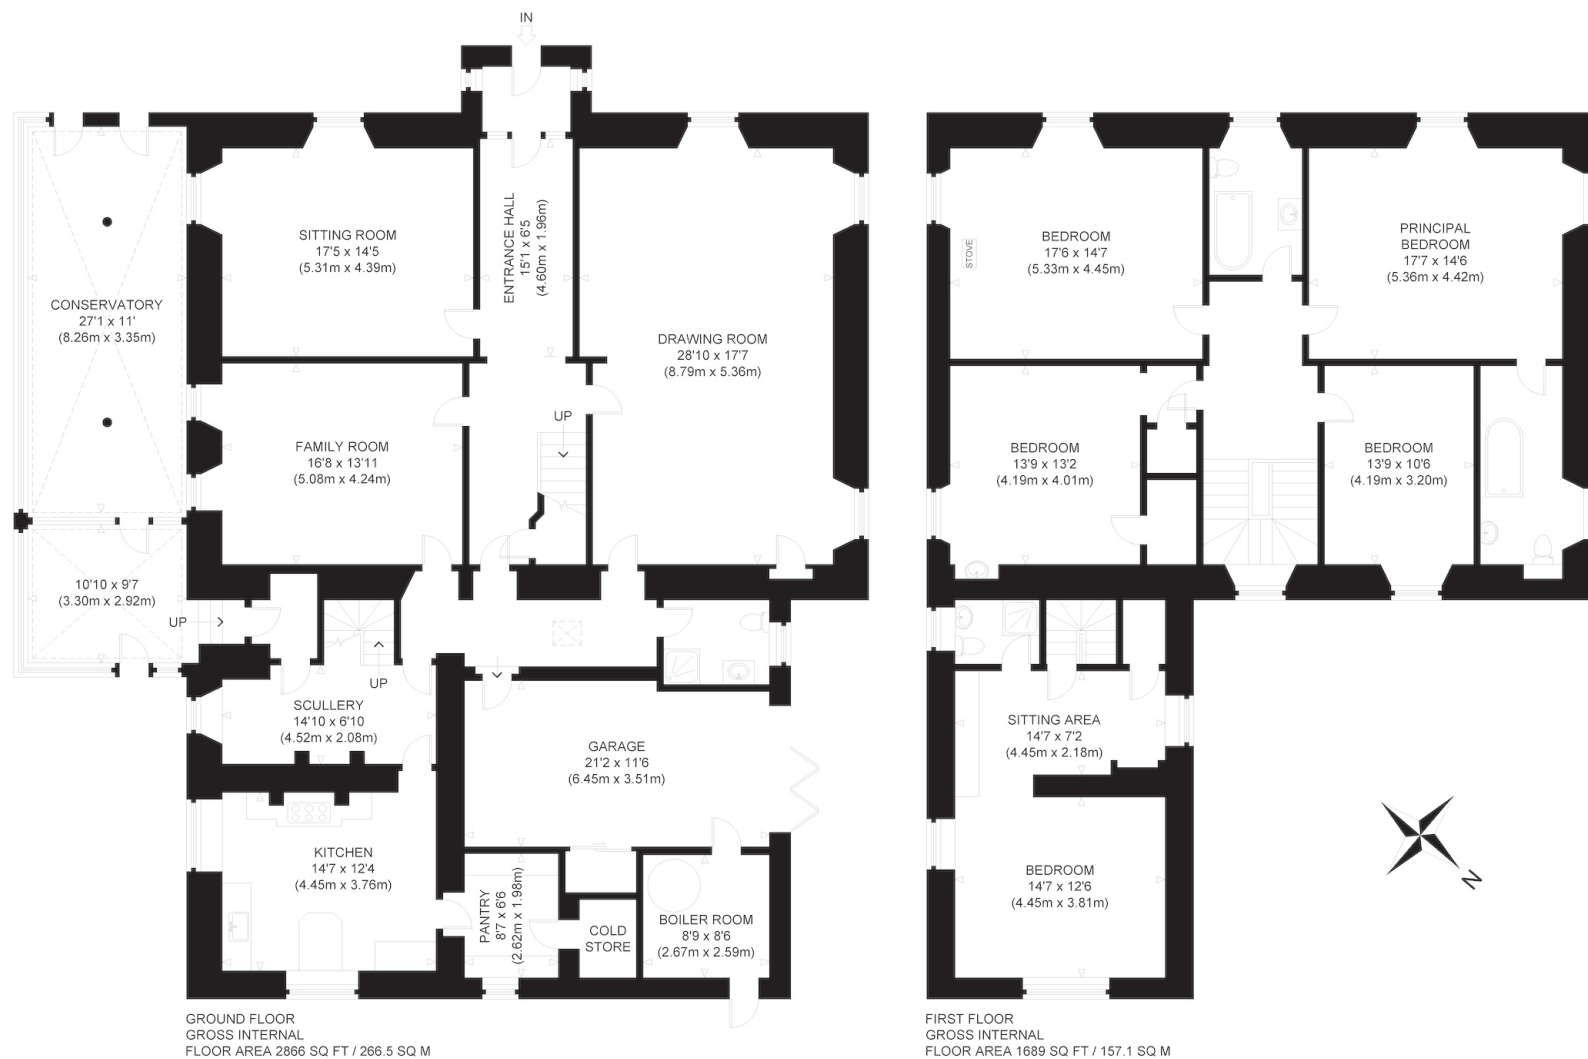 IN
SITTING ROOM
17'5 x 14'5
(5.31m x 4.39m)
ENTRANCE HALL
15'1 x 6'5
(4.60m x 1.96m)
CONSERVATORY
27'1 x 11'
(8.26m x 3.35m)
DRAWING ROOM
28'10 x 17'7
(8.79m x 5.36m)
UP
FAMILY ROOM
16'8 x 13'11
(5.08m x 4.24m)
10'10 x 9'7
(3.30m x 2.92m)
UP
UP
SCULLERY
14'10 x 6'10
(4.52m x 2.08m)
GARAGE
21'2 x 11'6
(6.45m x 3.51m)
KITCHEN
14'7 x 12'4
(4.45m x 3.76m)
PANTRY
8'7 x 6'6
(2.62m x 1.98m)
COLD
STORE
BOILER ROOM
8'9 x 8'6
(2.67m x 2.59m)
GROUND FLOOR
GROSS INTERNAL
FLOOR AREA 2866 SQ FT / 266.5 SQ M
BEDROOM
17'6 x 14'7
(5.33m x 4.45m)
STOVE
PRINCIPAL
BEDROOM
17'7 x 14'6
(5.36m x 4.42m)
BEDROOM
13'9 x 13'2
(4.19m x 4.01m)
BEDROOM
13'9 x 10'6
(4.19m x 3.20m)
SITTING AREA
14'7 x 7'2
(4.45m x 2.18m)
BEDROOM
14'7 x 12'6
(4.45m x 3.81m)
N
FIRST FLOOR
GROSS INTERNAL
FLOOR AREA 1689 SQ FT / 157.1 SQ M